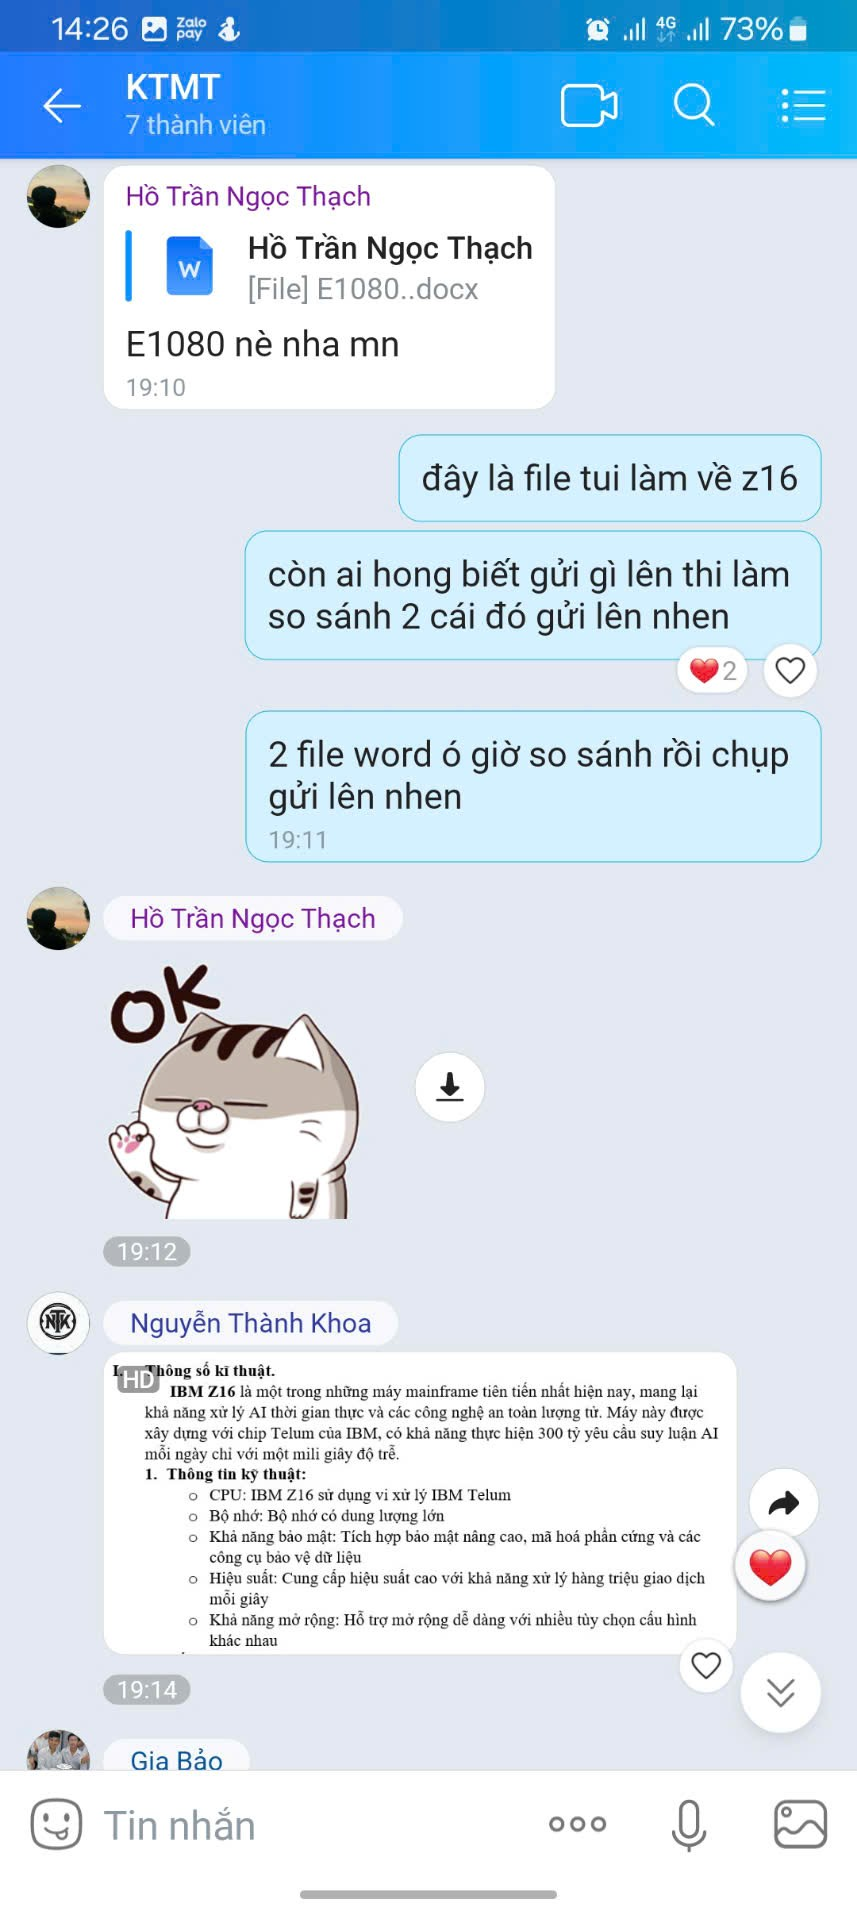 14:26 Zalo pay 4G 73%
KTMT
7 thành viên
Hồ Trần Ngọc Thạch
Hồ Trần Ngọc Thạch
W
[File] E1080..docx
E1080 nè nha mn
19:10
đây là file tui làm về z16
còn ai hong biết gửi gì lên thi làm
so sánh 2 cái đó gửi lên nhen
2
2 file word ó giờ so sánh rồi chụp
gửi lên nhen
19:11
Hồ Trần Ngọc Thạch
OK
19:12
NTK
Nguyễn Thành Khoa
I. Thông số kĩ thuật.
HD
IBM Z16 là một trong những máy mainframe tiên tiến nhất hiện nay, mang lại
khả năng xử lý AI thời gian thực và các công nghệ an toàn lượng tử. Máy này được
xây dựng với chip Telum của IBM, có khả năng thực hiện 300 tỷ yêu cầu suy luận AI
mỗi ngày chỉ với một mili giây độ trễ.
1. Thông tin kỹ thuật:
o CPU: IBM Z16 sử dụng vi xử lý IBM Telum
o Bộ nhớ: Bộ nhớ có dung lượng lớn
o Khả năng bảo mật: Tích hợp bảo mật nâng cao, mã hoá phần cứng và các
công cụ bảo vệ dữ liệu
o Hiệu suất: Cung cấp hiệu suất cao với khả năng xử lý hàng triệu giao dịch
mỗi giây
o Khả năng mở rộng: Hỗ trợ mở rộng dễ dàng với nhiều tùy chọn cấu hình
khác nhau
19:14
Gia Bảo
Tin nhắn